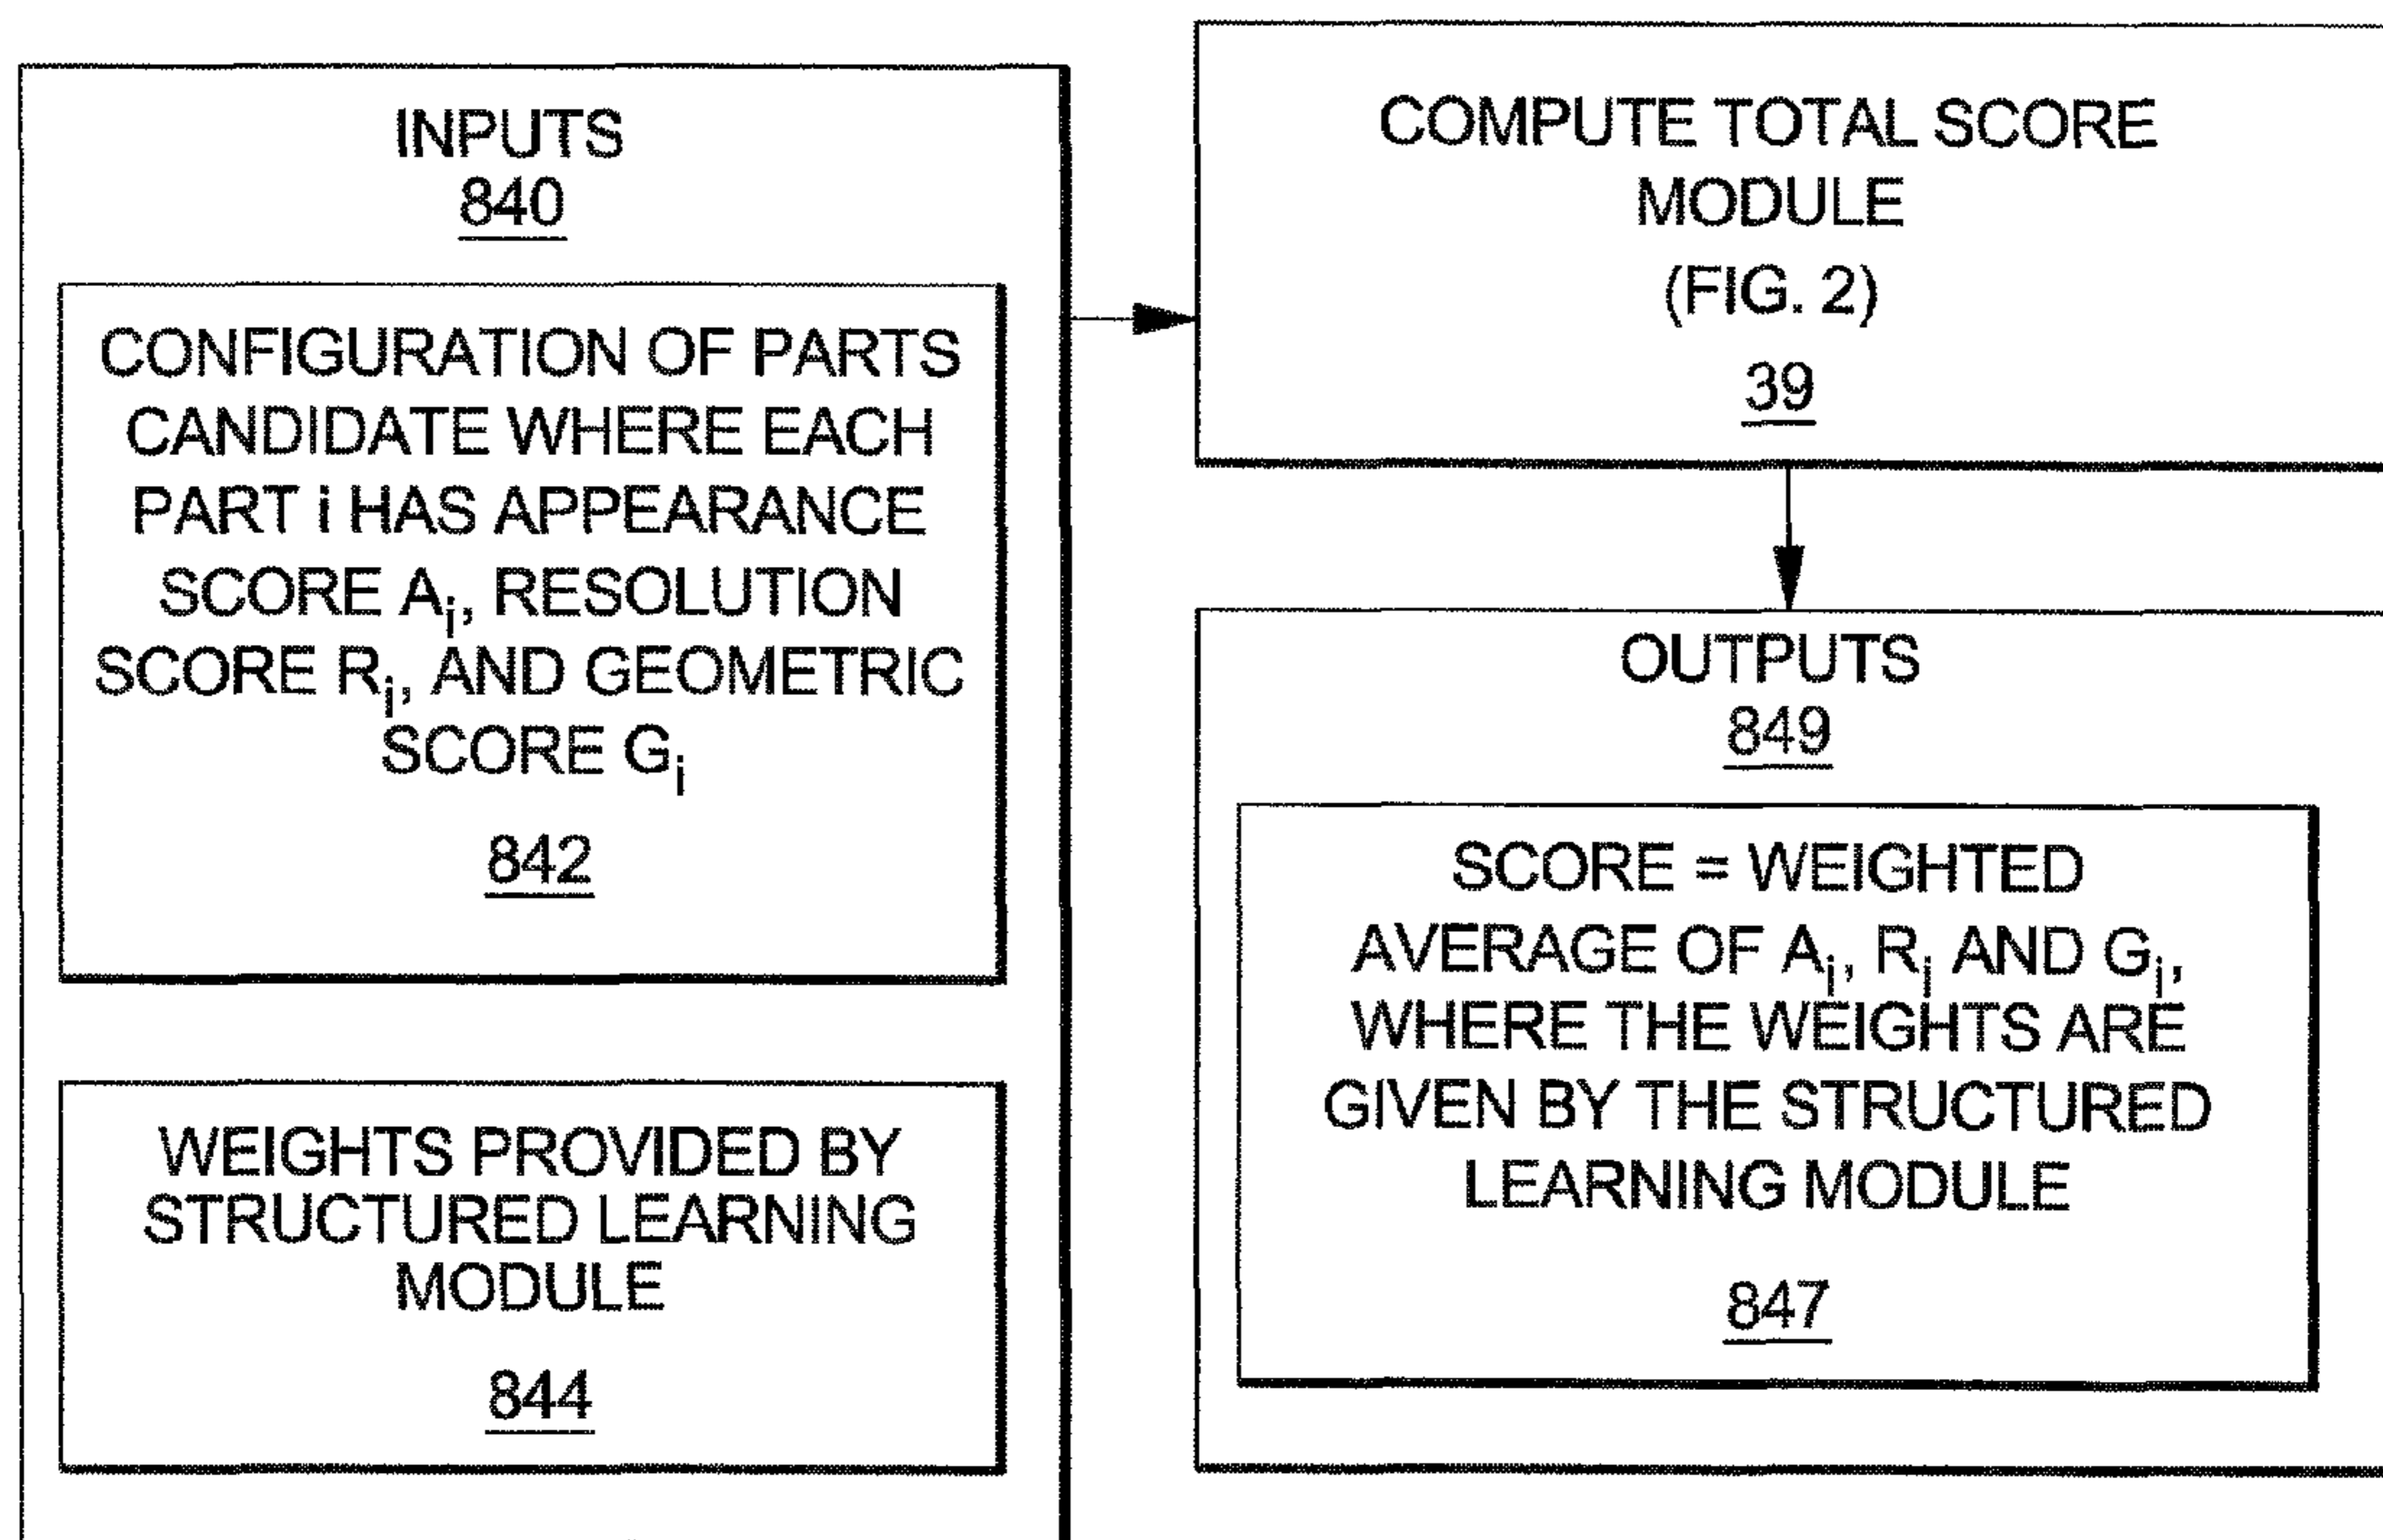 INPUTS
840
CONFIGURATION OF PARTS
CANDIDATE WHERE EACH
PART i HAS APPEARANCE
SCORE Ai, RESOLUTION
SCORE Ri, AND GEOMETRIC
SCORE Gi
842
WEIGHTS PROVIDED BY
STRUCTURED LEARNING
MODULE
844
COMPUTE TOTAL SCORE
MODULE
(FIG. 2)
39
OUTPUTS
849
SCORE = WEIGHTED
AVERAGE OF Ai, Ri AND Gi,
WHERE THE WEIGHTS ARE
GIVEN BY THE STRUCTURED
LEARNING MODULE
847